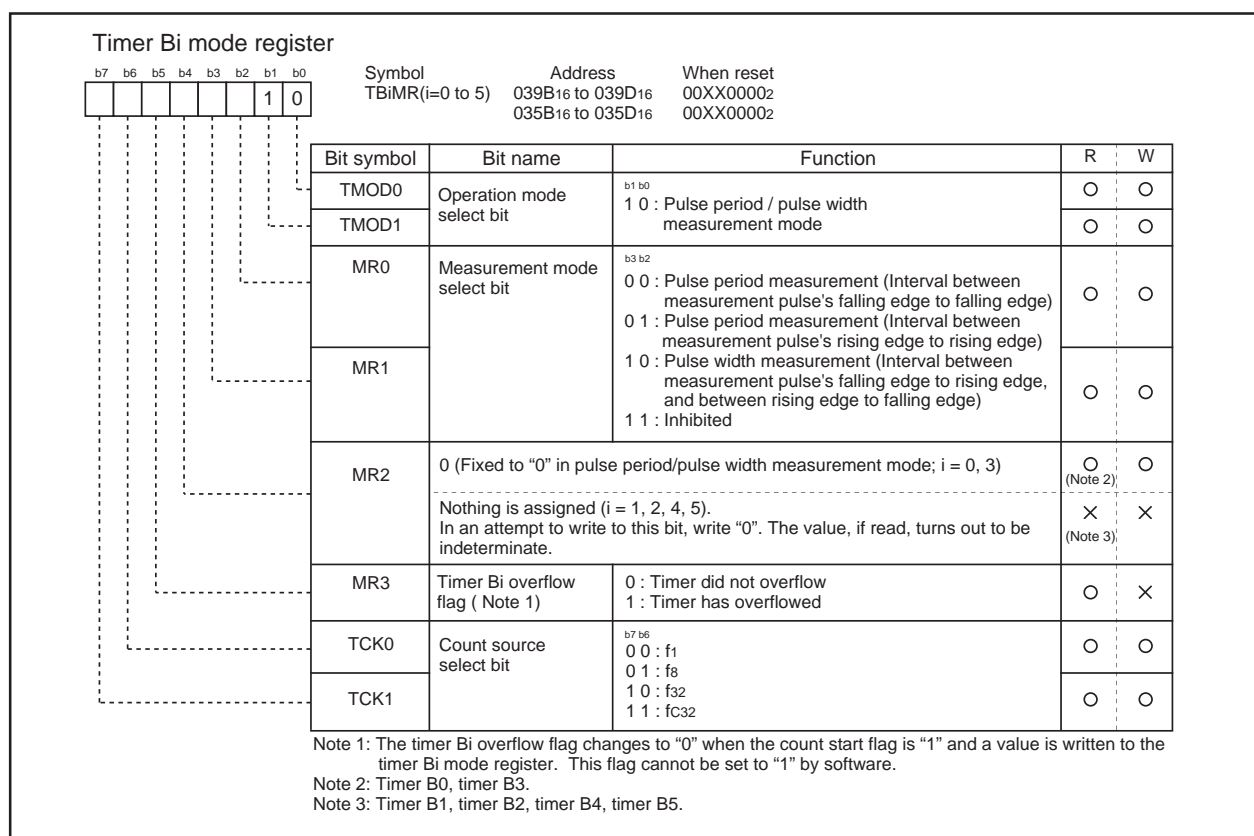 Timer Bi mode register
b7 b6 b5 b4 b3 b2 b1 b0
1 0
Symbol Address When reset
TBiMR(i=0 to 5) 039B16 to 039D16 00XX00002
035B16 to 035D16 00XX00002
Bit symbol Bit name Function R W
TMOD0
TMOD1
Operation mode
select bit
b1 b0
1 0 : Pulse period / pulse width
measurement mode
MR0
MR1
Measurement mode
select bit
b3 b2
0 0 : Pulse period measurement (Interval between
measurement pulse's falling edge to falling edge)
0 1 : Pulse period measurement (Interval between
measurement pulse's rising edge to rising edge)
1 0 : Pulse width measurement (Interval between
measurement pulse's falling edge to rising edge,
and between rising edge to falling edge)
1 1 : Inhibited
MR2
0 (Fixed to “0” in pulse period/pulse width measurement mode; i = 0, 3)
(Note 2)
Nothing is assigned (i = 1, 2, 4, 5).
In an attempt to write to this bit, write “0”. The value, if read, turns out to be
indeterminate.
(Note 3)
MR3
Timer Bi overflow
flag ( Note 1)
0 : Timer did not overflow
1 : Timer has overflowed
TCK0
TCK1
Count source
select bit
b7 b6
0 0 : f1
0 1 : f8
1 0 : f32
1 1 : fC32
Note 1: The timer Bi overflow flag changes to “0” when the count start flag is “1” and a value is written to the
timer Bi mode register. This flag cannot be set to “1” by software.
Note 2: Timer B0, timer B3.
Note 3: Timer B1, timer B2, timer B4, timer B5.